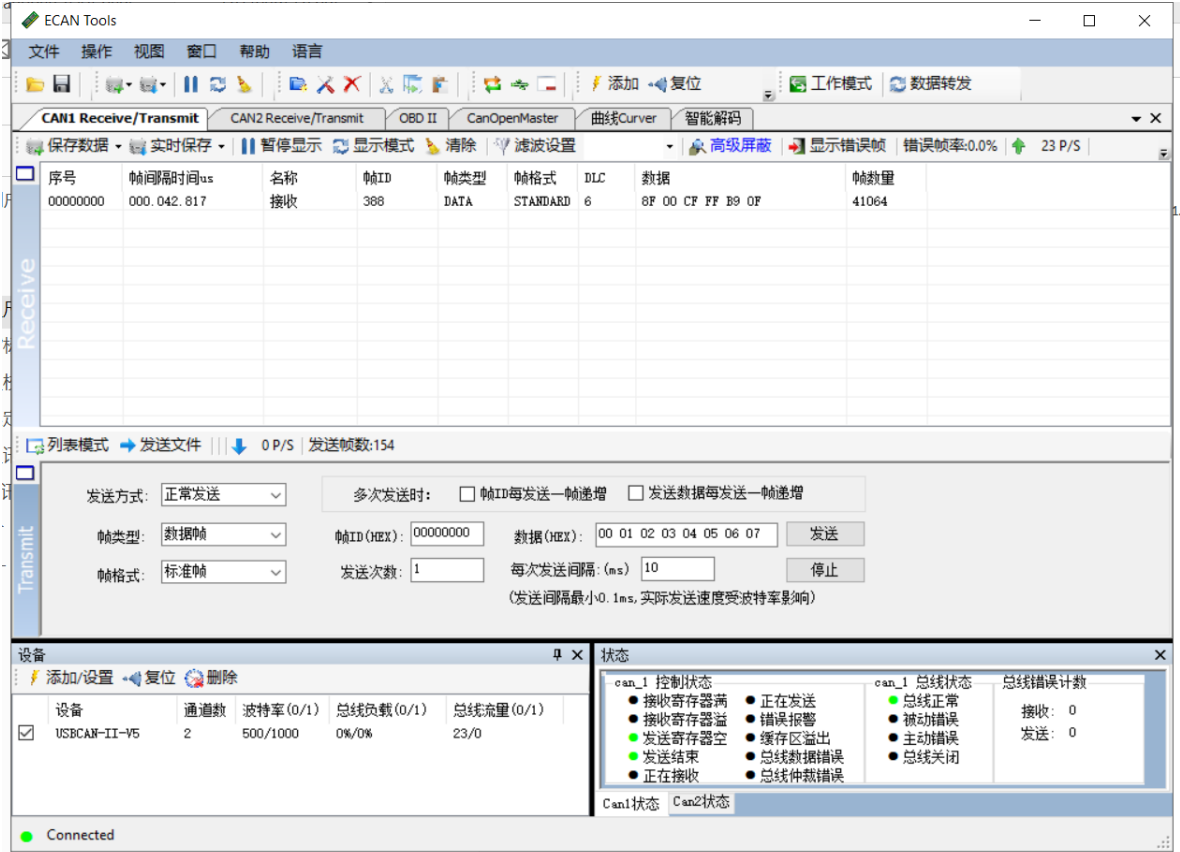 ECAN Tools
文件 操作 视图 窗口 帮助 语言
添加 复位 工作模式 数据转发
CAN1 Receive/Transmit CAN2 Receive/Transmit OBD II CanOpenMaster 曲线Curver 智能解码
保存数据 实时保存 暂停显示 显示模式 清除 滤波设置 高级屏蔽 显示错误帧 错误帧率:0.0% 23 P/S
序号 帧间隔时间us 名称 帧ID 帧类型 帧格式 DLC 数据 帧数量
00000000 000.042.817 接收 388 DATA STANDARD 6 8F 00 CF FF B9 0F 41064
Receive
列表模式 发送文件 0 P/S 发送帧数:154
发送方式: 正常发送 多次发送时: 帧ID每发送一帧递增 发送数据每发送一帧递增
帧类型: 数据帧 帧ID(HEX): 00000000 数据(HEX): 00 01 02 03 04 05 06 07 发送
帧格式: 标准帧 发送次数: 1 每次发送间隔:(ms) 10 停止
(发送间隔最小0.1ms,实际发送速度受波特率影响)
Transmit
设备
添加/设置 复位 删除
设备 通道数 波特率(0/1) 总线负载(0/1) 总线流量(0/1)
USBCAN-II-V5 2 500/1000 0%/0% 23/0
状态
can_1 控制状态 can_1 总线状态 总线错误计数
接收寄存器满 正在发送 总线正常 接收: 0
接收寄存器溢 错误报警 被动错误 发送: 0
发送寄存器空 缓存区溢出 主动错误
发送结束 总线数据错误 总线关闭
正在接收 总线仲裁错误
Can1状态 Can2状态
Connected